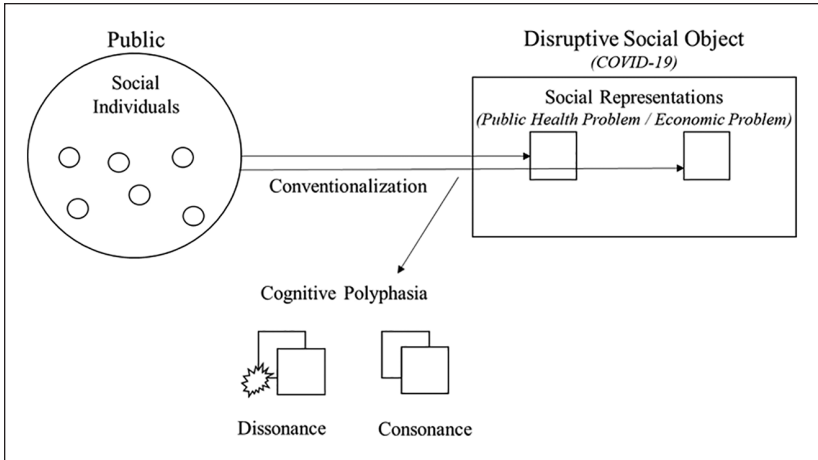 Public
Social
Individuals
Disruptive Social Object
(COVID-19)
Social Representations
(Public Health Problem / Economic Problem)
Conventionalization
Cognitive Polyphasia
Dissonance
Consonance